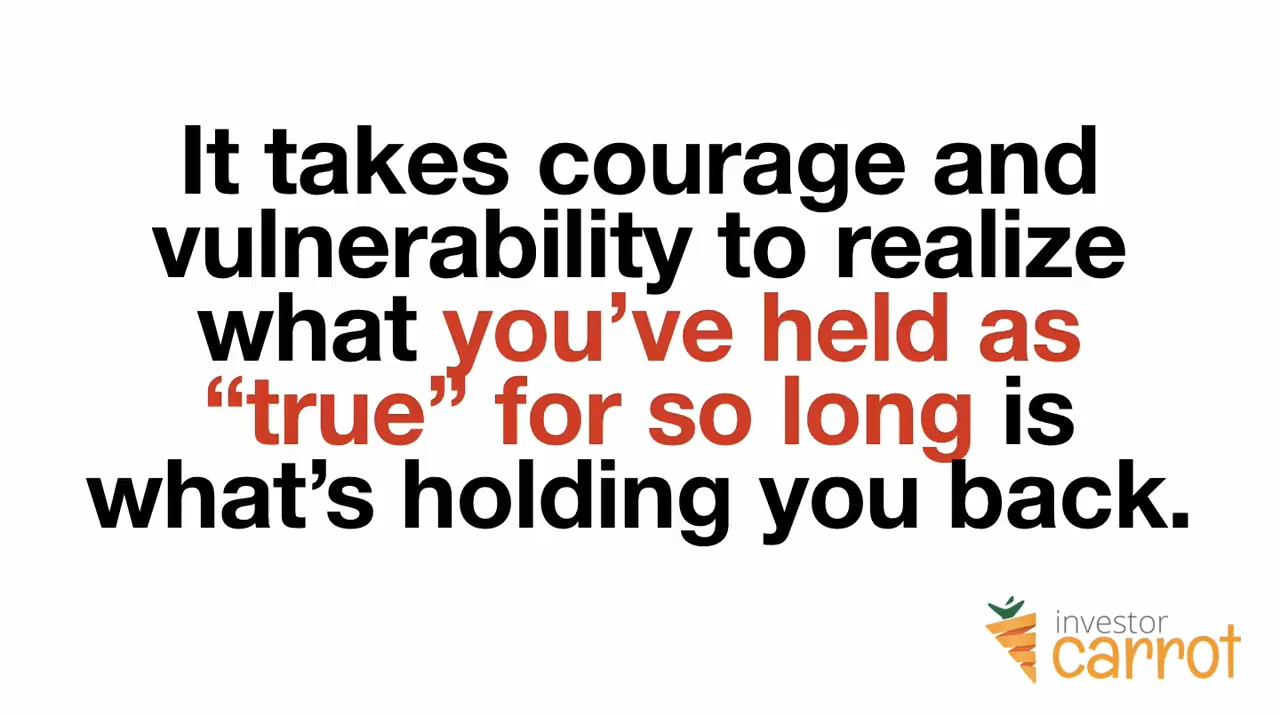 It takes courage and
vulnerability to realize
what you’ve held as
“true” for so long is
what’s holding you back.
investor
carrot